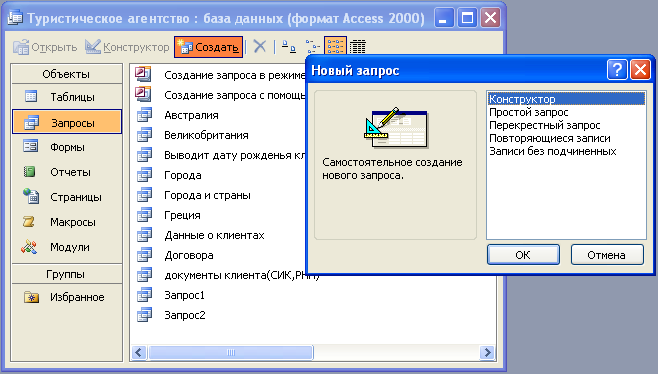 Туристическое агентство : база данных (формат Access 2000)
Открыть Конструктор Создать
Объекты
Таблицы
Запросы
Формы
Отчеты
Страницы
Макросы
Модули
Группы
Избранное
Создание запроса в режиме
Создание запроса с помощь
Австралия
Великобритания
Выводит дату рожденья кл
Города
Города и страны
Греция
Данные о клиентах
Договора
документы клиента(СИК,РНН)
Запрос1
Запрос2
Новый запрос
Самостоятельное создание
нового запроса.
Конструктор
Простой запрос
Перекрестный запрос
Повторяющиеся записи
Записи без подчиненных
ОК
Отмена